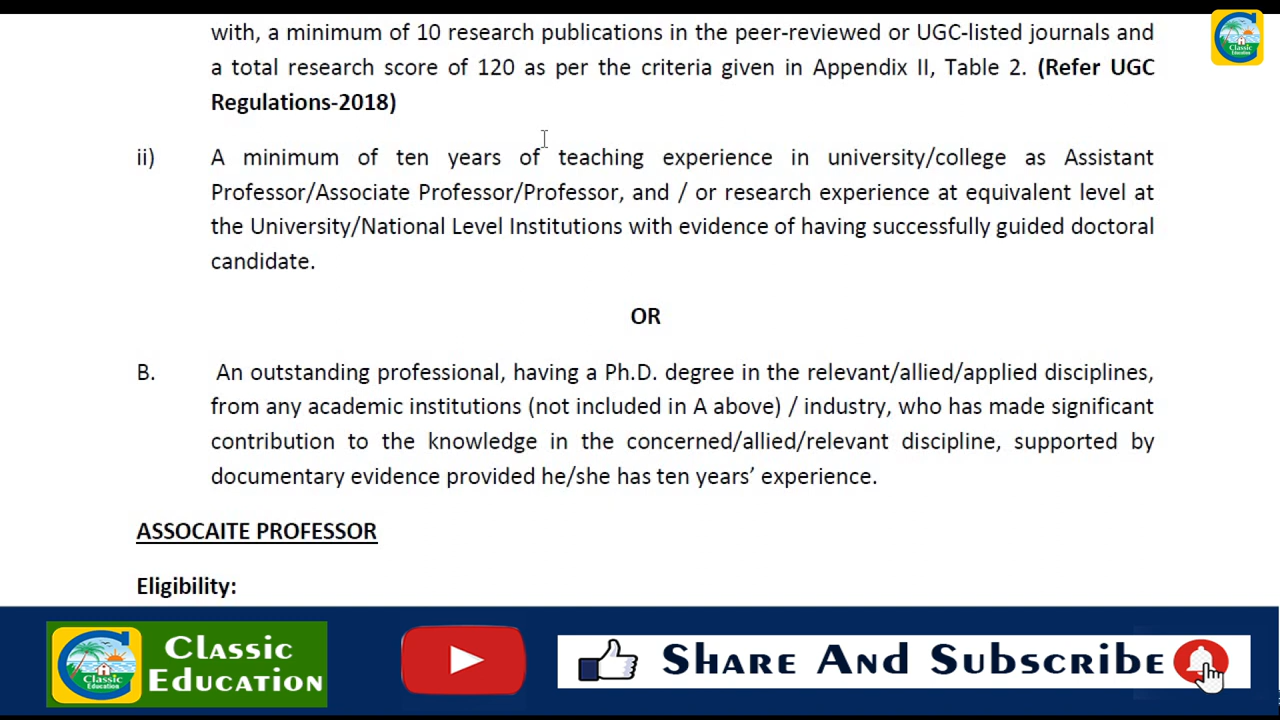 with, a minimum of 10 research publications in the peer-reviewed or UGC-listed journals and
a total research score of 120 as per the criteria given in Appendix II, Table 2. (Refer UGC
Regulations-2018)
ii) A minimum of ten years of teaching experience in university/college as Assistant
Professor/Associate Professor/Professor, and / or research experience at equivalent level at
the University/National Level Institutions with evidence of having successfully guided doctoral
candidate.
OR
B. An outstanding professional, having a Ph.D. degree in the relevant/allied/applied disciplines,
from any academic institutions (not included in A above) / industry, who has made significant
contribution to the knowledge in the concerned/allied/relevant discipline, supported by
documentary evidence provided he/she has ten years’ experience.
ASSOCAITE PROFESSOR
Eligibility:
Classic
Education
Classic
Education
Classic
Education
Share And Subscribe